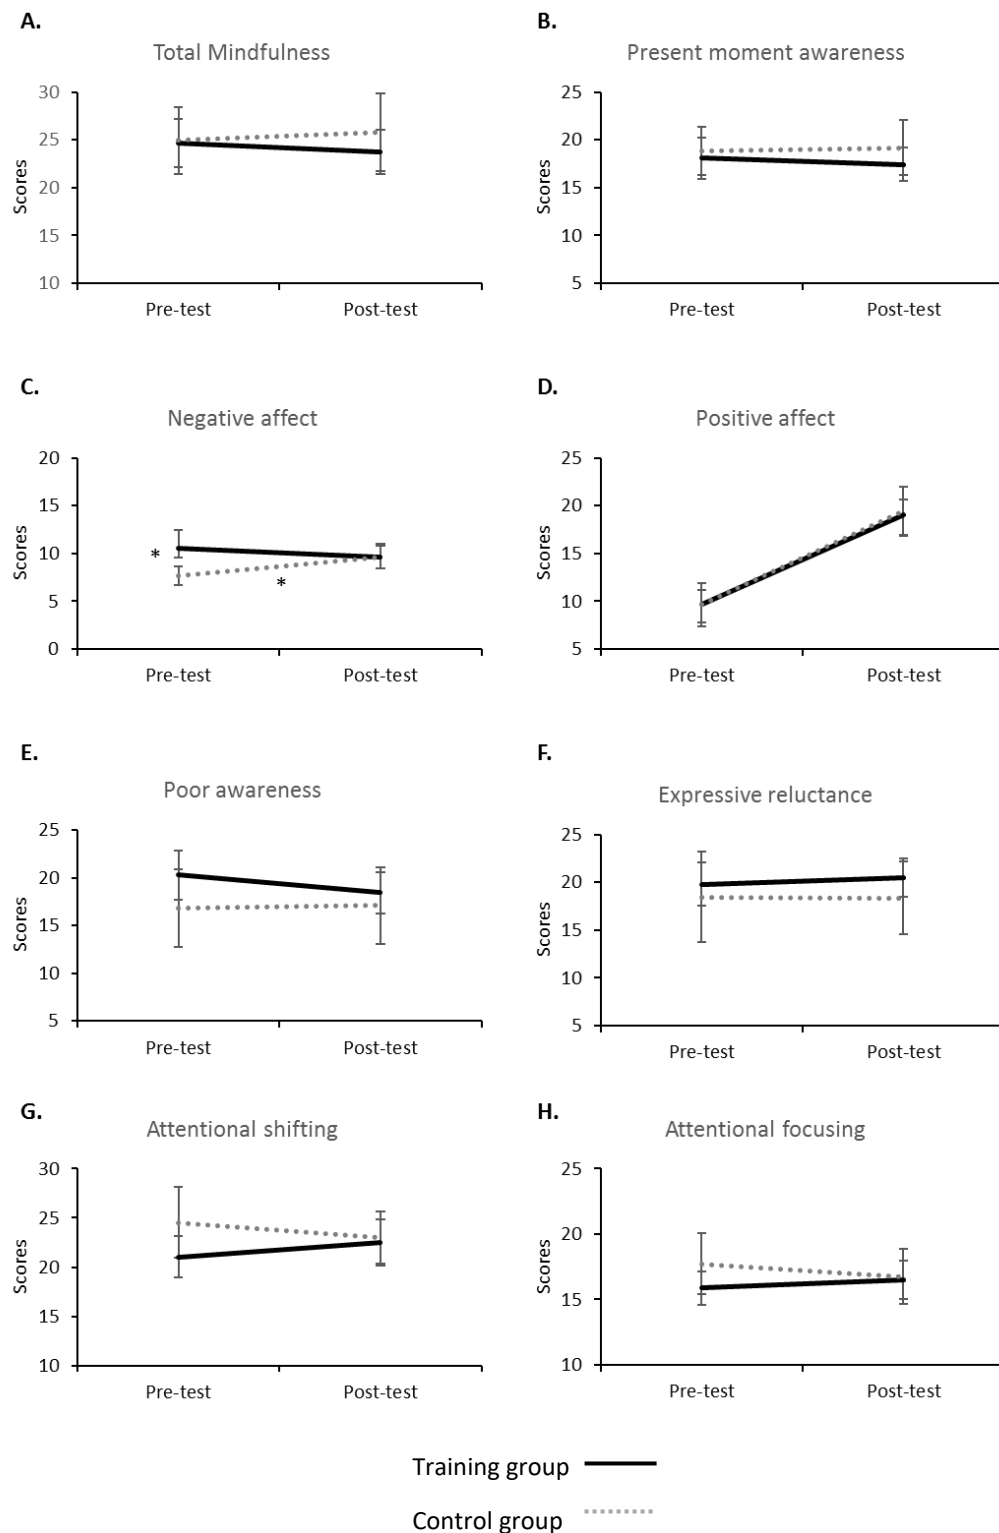 A.
Total Mindfulness
30
25
20
15
10
Scores
Pre-test Post-test
B.
Present moment awareness
25
20
15
10
5
Scores
Pre-test Post-test
C.
Negative affect
20
15
10
5
0
Scores
*
*
Pre-test Post-test
D.
Positive affect
25
20
15
10
5
Scores
Pre-test Post-test
E.
Poor awareness
25
20
15
10
5
Scores
Pre-test Post-test
F.
Expressive reluctance
25
20
15
10
5
Scores
Pre-test Post-test
G.
Attentional shifting
30
25
20
15
10
Scores
Pre-test Post-test
H.
Attentional focusing
25
20
15
10
Scores
Pre-test Post-test
Training group
Control group